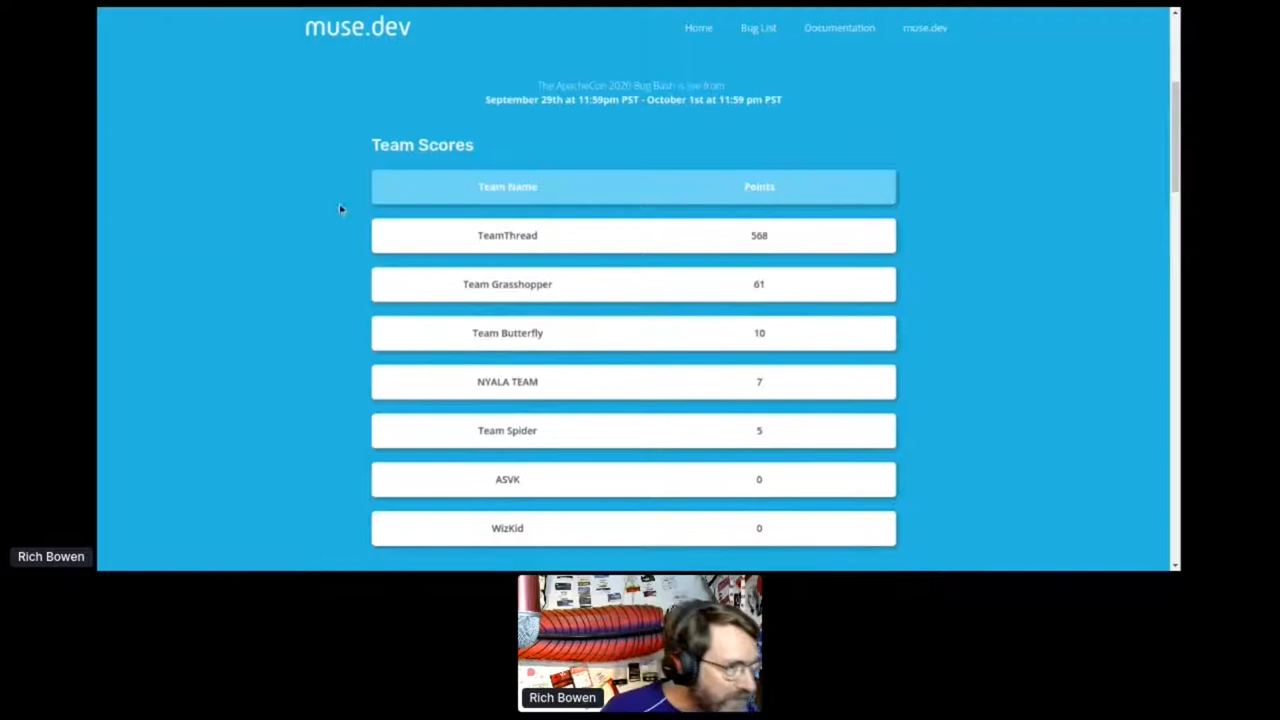 muse.dev
Home Bug List Documentation muse.dev
The ApacheCon 2020 Bug Bash is live from
September 29th at 11:59pm PST - October 1st at 11:59 pm PST
Team Scores
Team Name Points
TeamThread 568
Team Grasshopper 61
Team Butterfly 10
NYALA TEAM 7
Team Spider 5
ASVK 0
WizKid 0
Rich Bowen
Rich Bowen